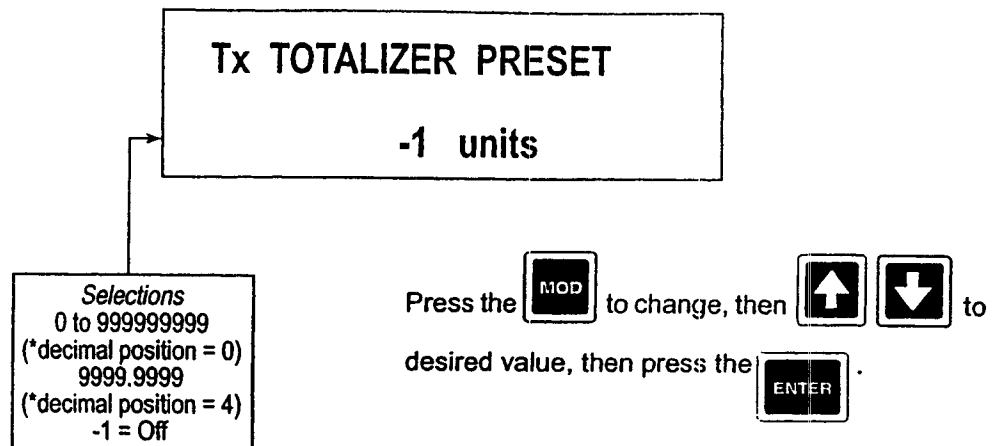 Tx TOTALIZER PRESET
-1 units
Selections
0 to 999999999
(*decimal position = 0)
9999.9999
(*decimal position = 4)
-1 = Off
Press the MOD to change, then to
desired value, then press the ENTER .